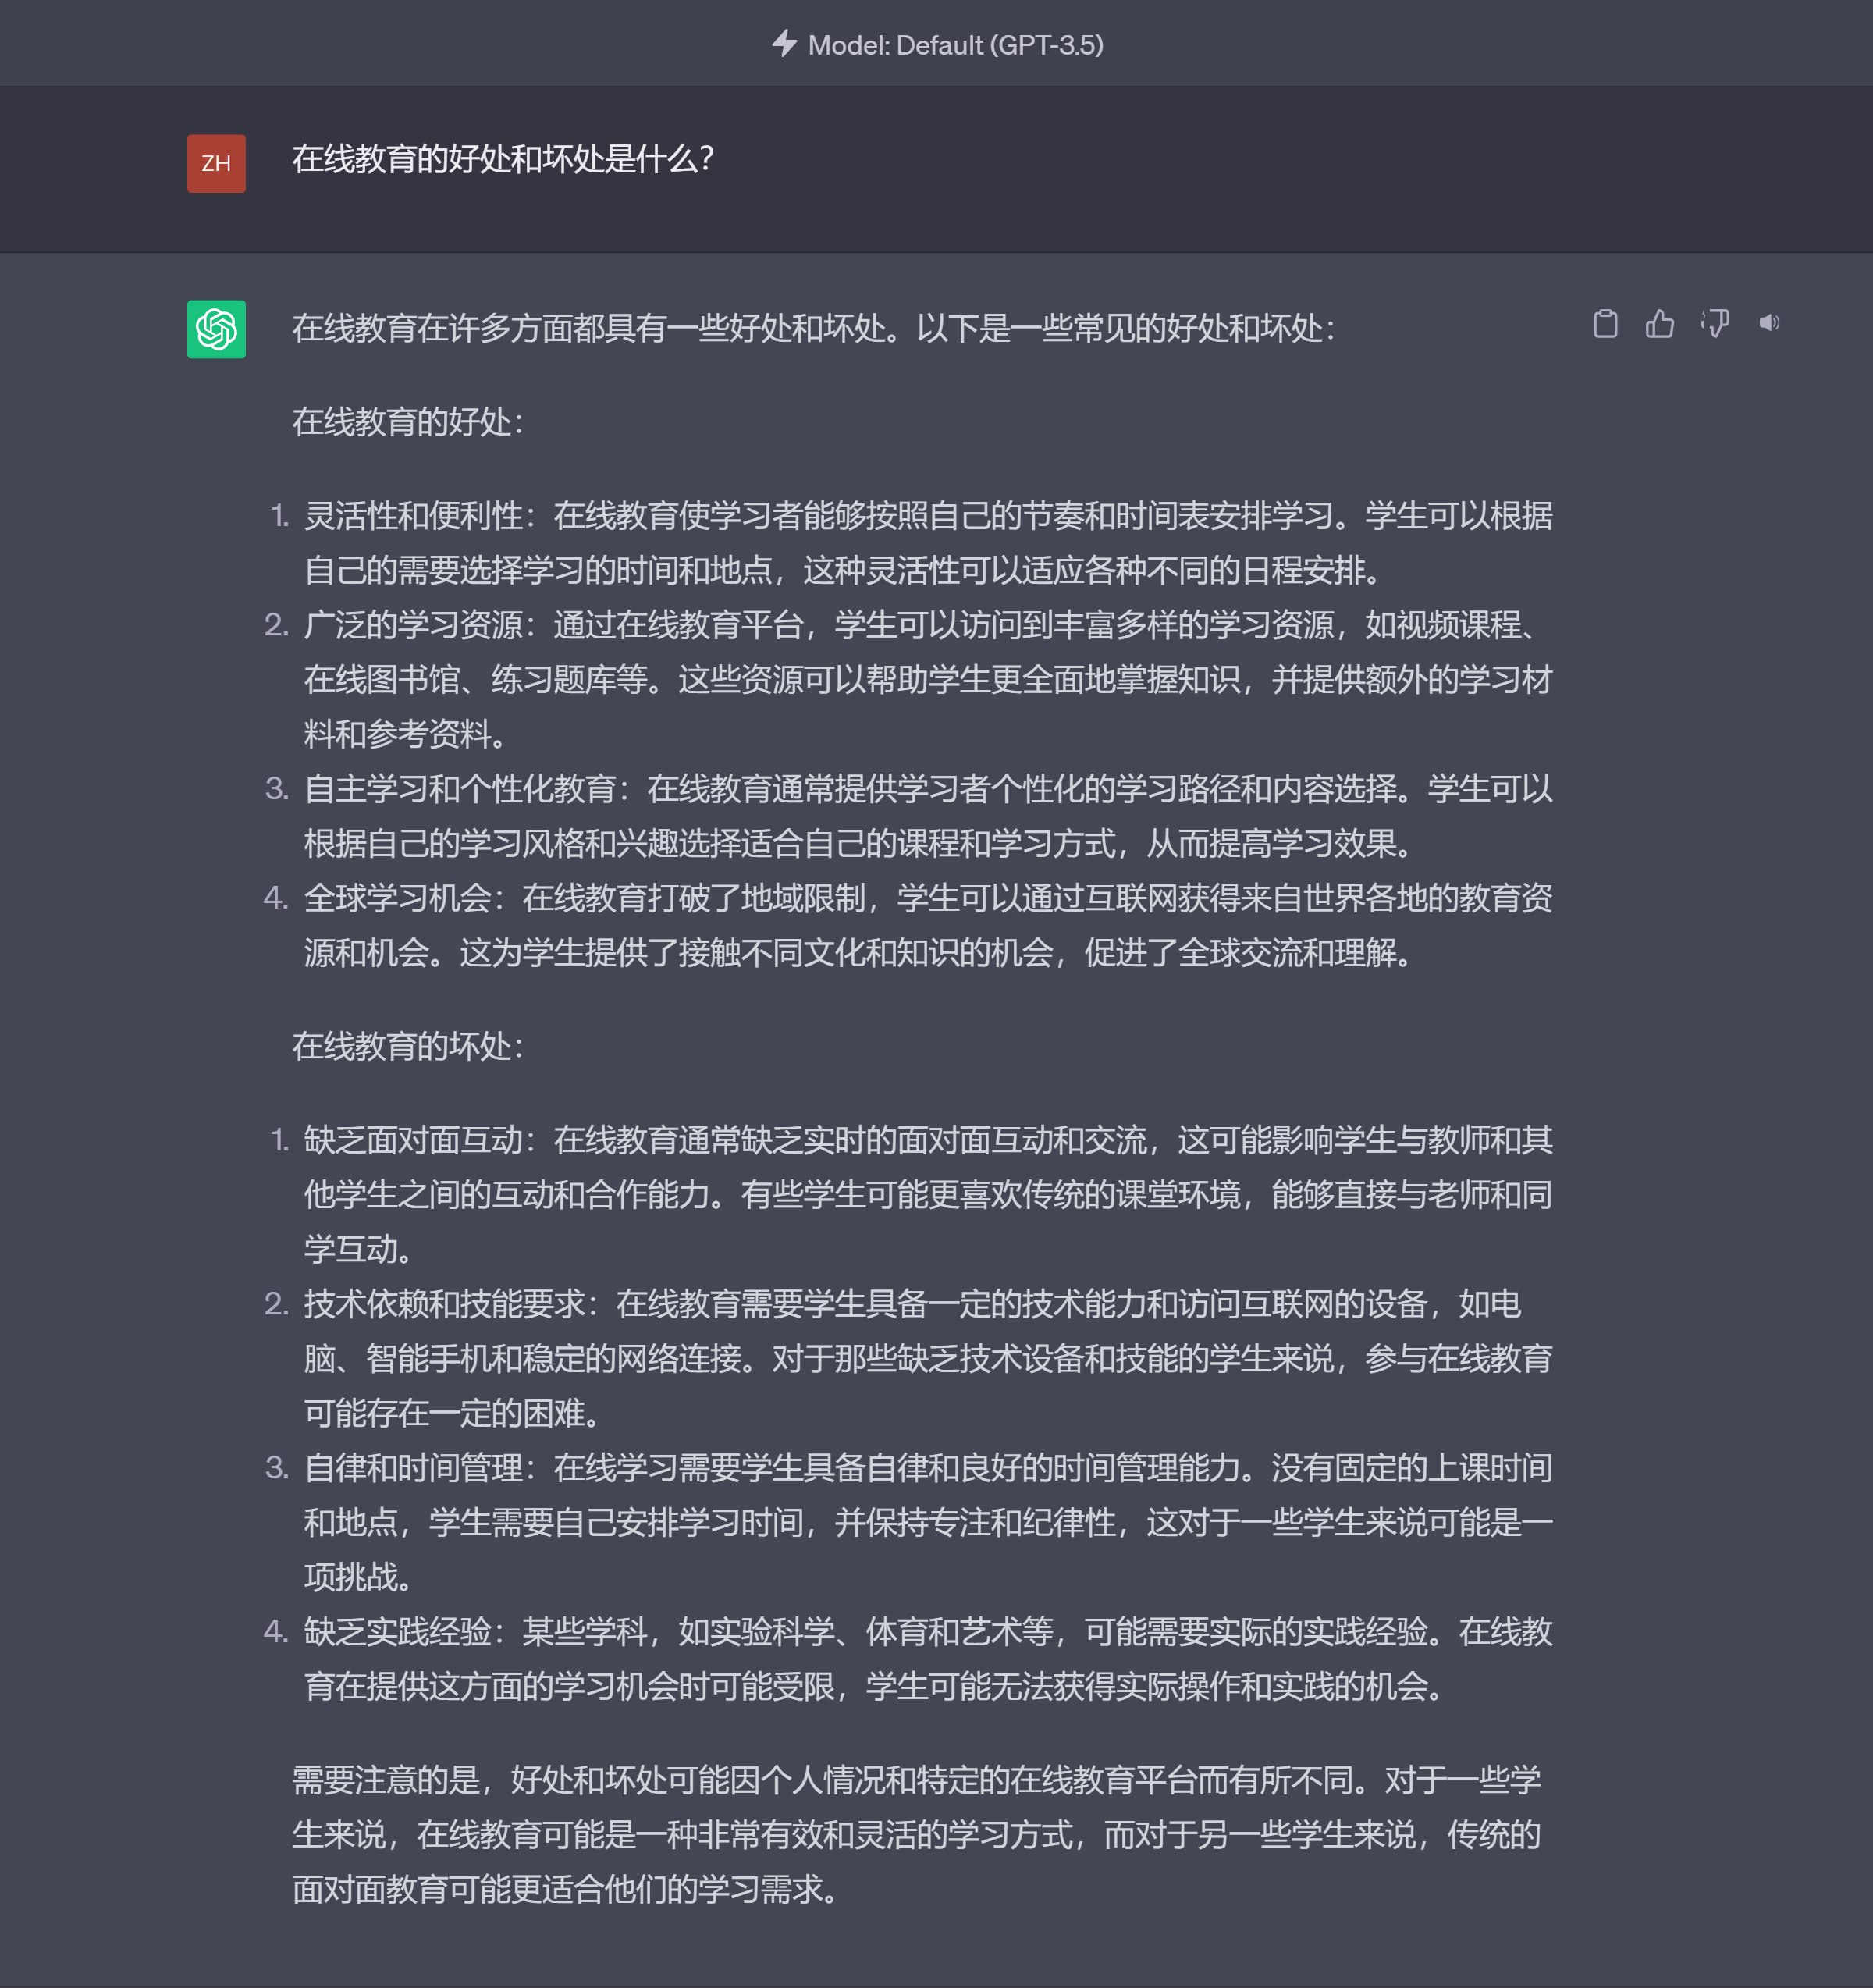 Model: Default (GPT-3.5)
ZH
在线教育的好处和坏处是什么？
在线教育在许多方面都具有一些好处和坏处。以下是一些常见的好处和坏处：
在线教育的好处：
1. 灵活性和便利性：在线教育使学习者能够按照自己的节奏和时间表安排学习。学生可以根据
自己的需要选择学习的时间和地点，这种灵活性可以适应各种不同的日程安排。
2. 广泛的学习资源：通过在线教育平台，学生可以访问到丰富多样的学习资源，如视频课程、
在线图书馆、练习题库等。这些资源可以帮助学生更全面地掌握知识，并提供额外的学习材
料和参考资料。
3. 自主学习和个性化教育：在线教育通常提供学习者个性化的学习路径和内容选择。学生可以
根据自己的学习风格和兴趣选择适合自己的课程和学习方式，从而提高学习效果。
4. 全球学习机会：在线教育打破了地域限制，学生可以通过互联网获得来自世界各地的教育资
源和机会。这为学生提供了接触不同文化和知识的机会，促进了全球交流和理解。
在线教育的坏处：
1. 缺乏面对面互动：在线教育通常缺乏实时的面对面互动和交流，这可能影响学生与教师和其
他学生之间的互动和合作能力。有些学生可能更喜欢传统的课堂环境，能够直接与老师和同
学互动。
2. 技术依赖和技能要求：在线教育需要学生具备一定的技术能力和访问互联网的设备，如电
脑、智能手机和稳定的网络连接。对于那些缺乏技术设备和技能的学生来说，参与在线教育
可能存在一定的困难。
3. 自律和时间管理：在线学习需要学生具备自律和良好的时间管理能力。没有固定的上课时间
和地点，学生需要自己安排学习时间，并保持专注和纪律性，这对于一些学生来说可能是一
项挑战。
4. 缺乏实践经验：某些学科，如实验科学、体育和艺术等，可能需要实际的实践经验。在线教
育在提供这方面的学习机会时可能受限，学生可能无法获得实际操作和实践的机会。
需要注意的是，好处和坏处可能因个人情况和特定的在线教育平台而有所不同。对于一些学
生来说，在线教育可能是一种非常有效和灵活的学习方式，而对于另一些学生来说，传统的
面对面教育可能更适合他们的学习需求。